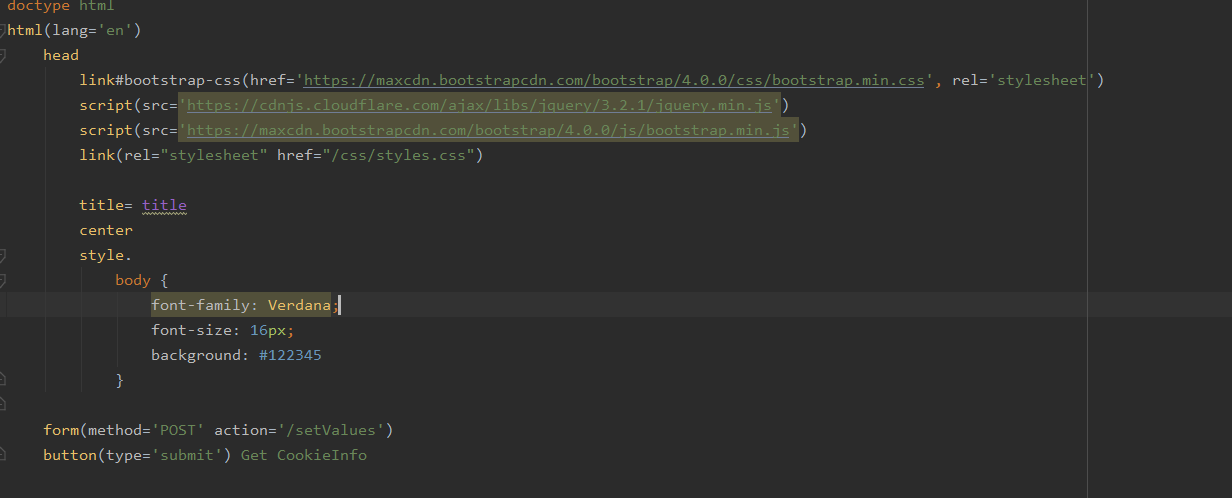 doctype html
html(lang='en')
head
link#bootstrap-css(href='https://maxcdn.bootstrapcdn.com/bootstrap/4.0.0/css/bootstrap.min.css', rel='stylesheet')
script(src='https://cdnjs.cloudflare.com/ajax/libs/jquery/3.2.1/jquery.min.js')
script(src='https://maxcdn.bootstrapcdn.com/bootstrap/4.0.0/js/bootstrap.min.js')
link(rel="stylesheet" href="/css/styles.css")
title= title
center
style.
body {
font-family: Verdana;
font-size: 16px;
background: #122345
}
form(method='POST' action='/setValues')
button(type='submit') Get CookieInfo